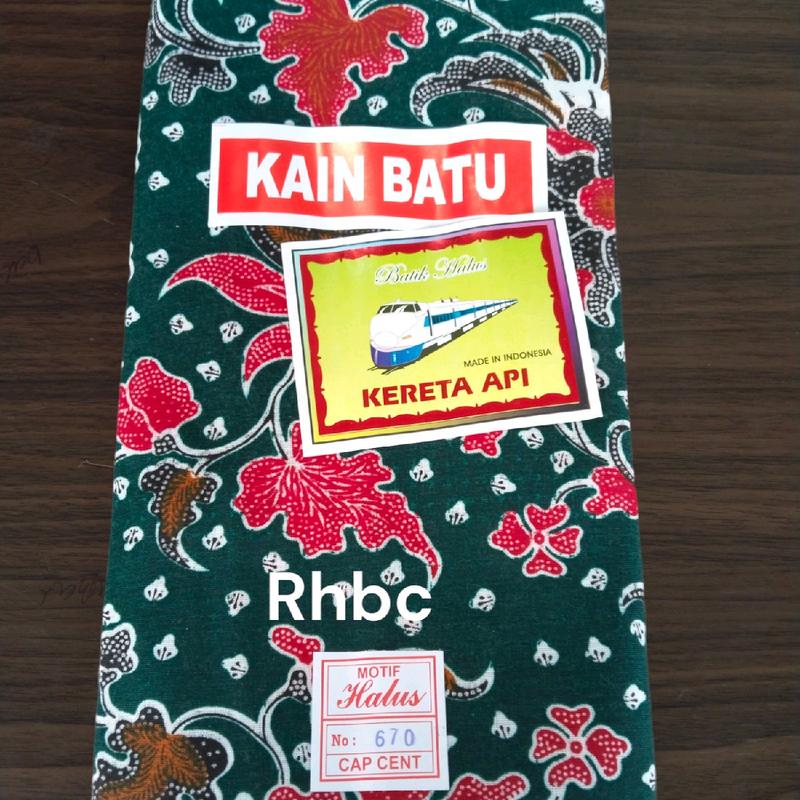 KAIN BATU
Batik Halus
MADE IN INDONESIA
KERETA API
Rhbc
MOTIF
Halus
No: 670
CAP CENT